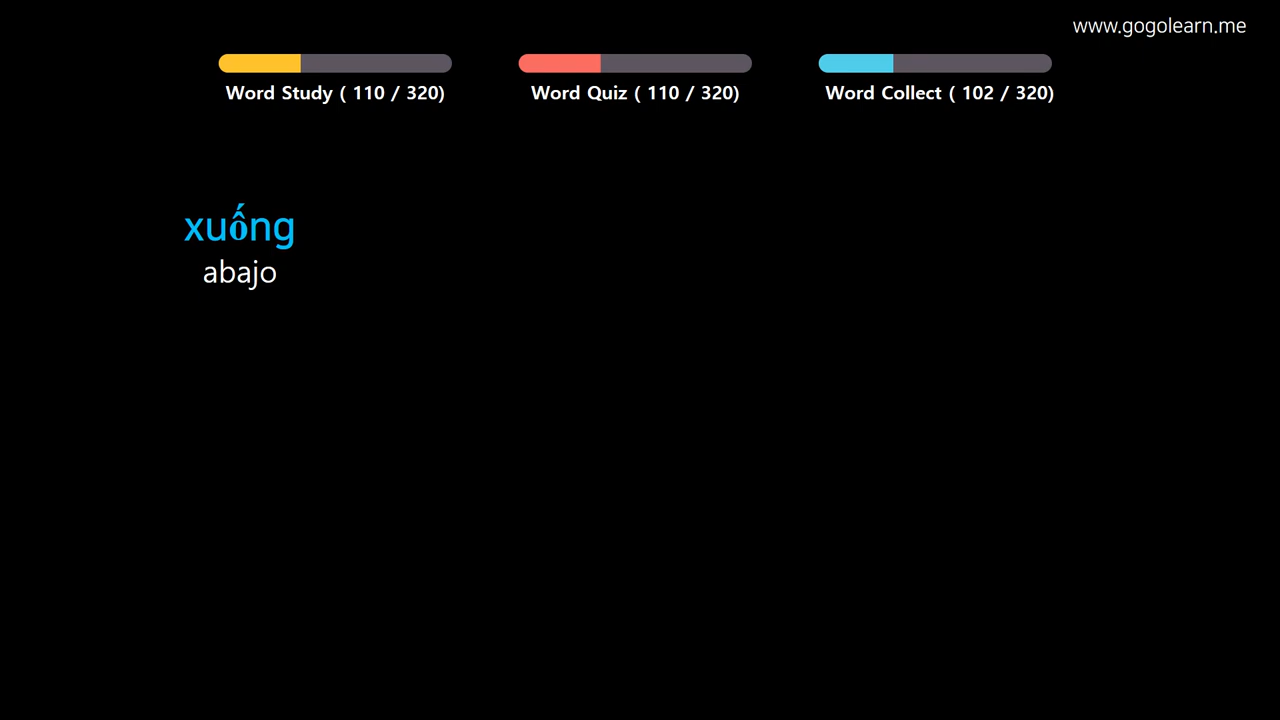 www.gogolearn.me
Word Study ( 110 / 320)
Word Quiz ( 110 / 320)
Word Collect ( 102 / 320)
xuống
abajo